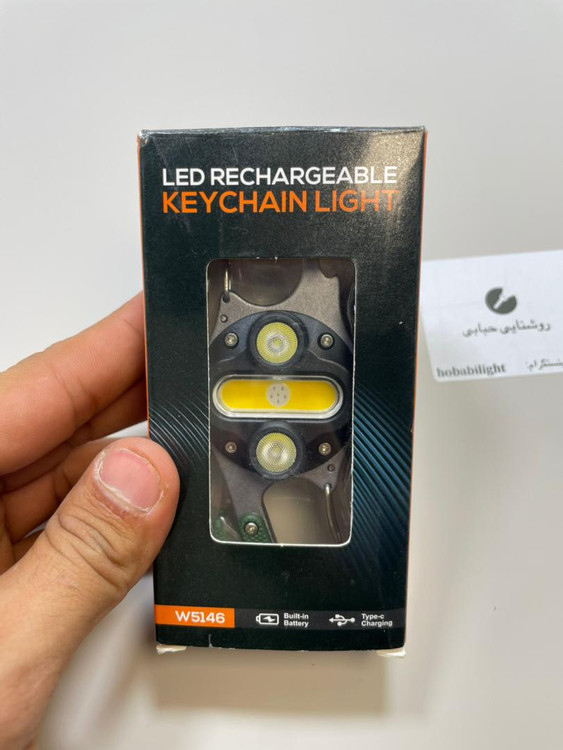 LED RECHARGEABLE
KEYCHAIN LIGHT
روشنایی حبابی
hobabilight
W5146
Built-in
Battery
Type-c
Charging